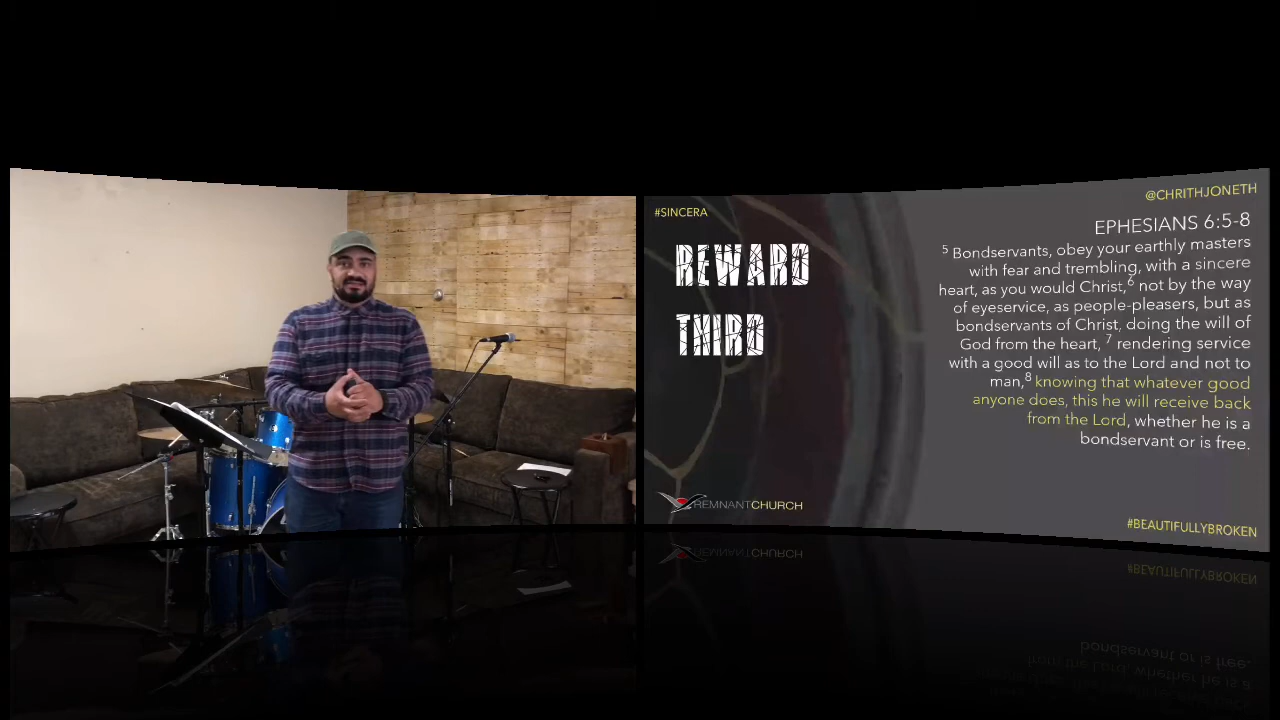 #SINCERA
REWARD
THIRD
REMNANTCHURCH
@CHRITHJONETH
EPHESIANS 6:5-8
5 Bondservants, obey your earthly masters
with fear and trembling, with a sincere
heart, as you would Christ,6 not by the way
of eyeservice, as people-pleasers, but as
bondservants of Christ, doing the will of
God from the heart, 7 rendering service
with a good will as to the Lord and not to
man,8 knowing that whatever good
anyone does, this he will receive back
from the Lord, whether he is a
bondservant or is free.
#BEAUTIFULLYBROKEN